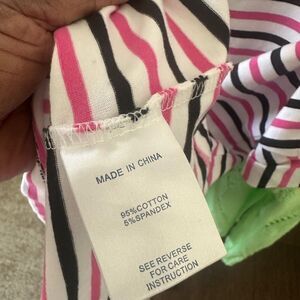 MADE IN CHINA
95%COTTON
5%SPANDEX
SEE REVERSE
FOR CARE
INSTRUCTION